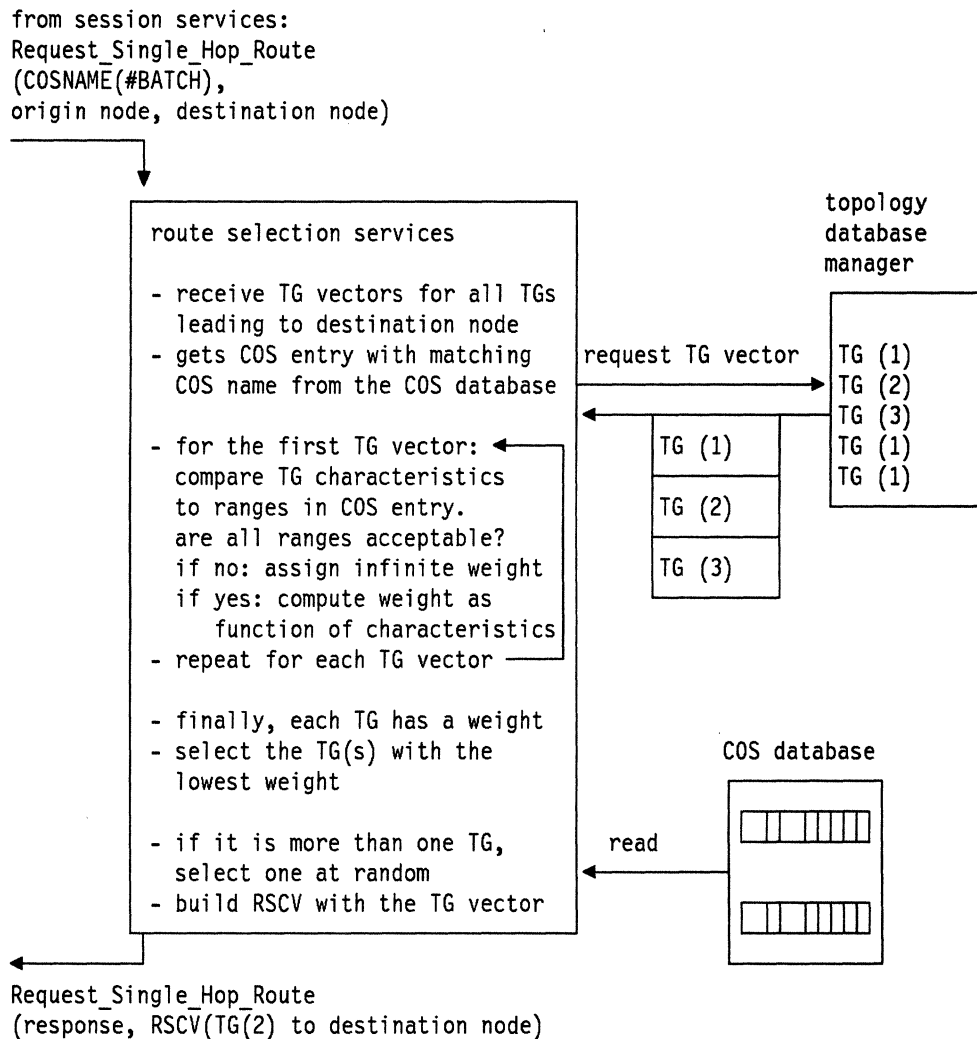 from session services:
Request_Single_Hop_Route
(COSNAME(#BATCH),
origin node, destination node)
route selection services
- receive TG vectors for all TGs
leading to destination node
- gets COS entry with matching
COS name from the COS database
- for the first TG vector:
compare TG characteristics
to ranges in COS entry.
are all ranges acceptable?
if no: assign infinite weight
if yes: compute weight as
function of characteristics
- repeat for each TG vector
- finally, each TG has a weight
- select the TG(s) with the
lowest weight
- if it is more than one TG,
select one at random
- build RSCV with the TG vector
request TG vector
TG (1)
TG (2)
TG (3)
topology
database
manager
TG (1)
TG (2)
TG (3)
TG (1)
TG (1)
COS database
read
Request_Single_Hop_Route
(response, RSCV(TG(2) to destination node)